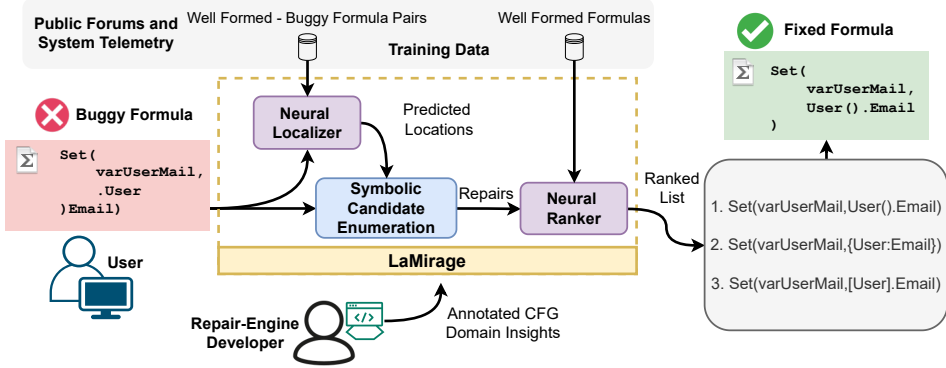 Public Forums and
System Telemetry
Well Formed - Buggy Formula Pairs
Well Formed Formulas
Training Data
Fixed Formula
Σ
Set(
varUserMail,
User().Email
)
Buggy Formula
Σ
Set(
varUserMail,
.User
)Email)
User
Neural
Localizer
Predicted
Locations
Symbolic
Candidate
Enumeration
Repairs
Neural
Ranker
Ranked
List
LaMirage
1. Set(varUserMail,User().Email)
2. Set(varUserMail,{User:Email})
3. Set(varUserMail,[User].Email)
Repair-Engine
Developer
</>
Annotated CFG
Domain Insights